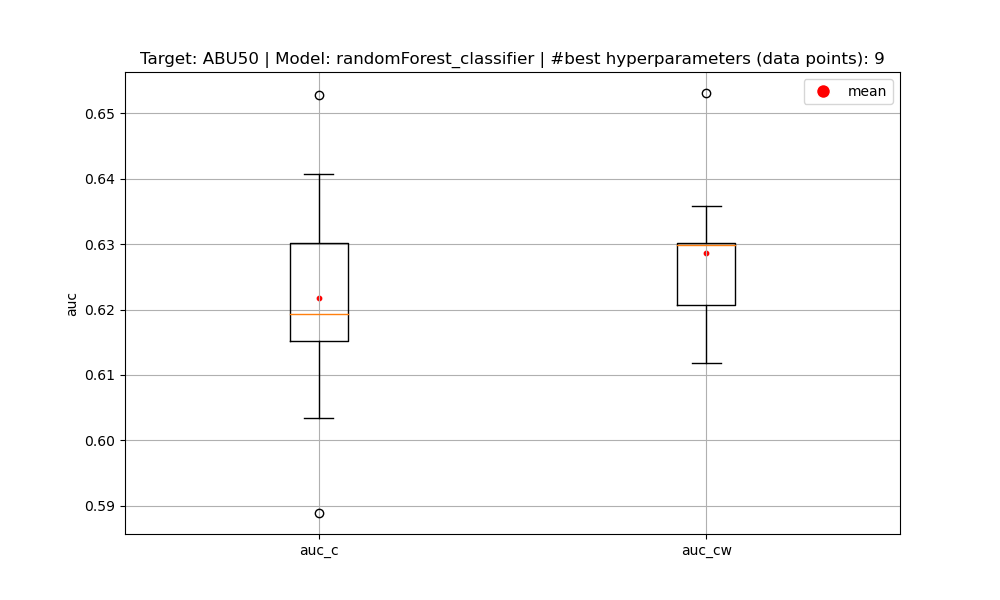 Target: ABU50 | Model: randomForest_classifier | #best hyperparameters (data points): 9
mean
0.65
0.64
0.63
0.62
0.61
0.60
0.59
auc
auc_c
auc_cw